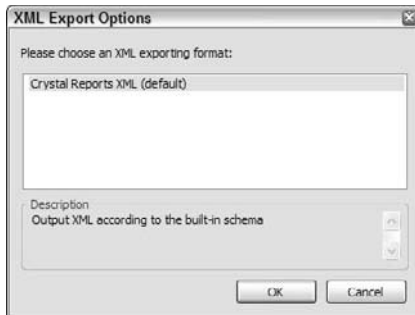 XML Export Options
Please choose an XML exporting format:
Crystal Reports XML (default)
Description
Output XML according to the built-in schema
OK
Cancel